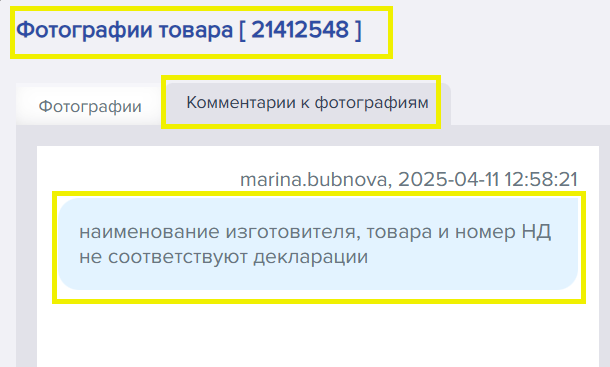 Фотографии товара [ 21412548 ]
Фотографии
Комментарии к фотографиям
marina.bubnova, 2025-04-11 12:58:21
наименование изготовителя, товара и номер НД
не соответствуют декларации